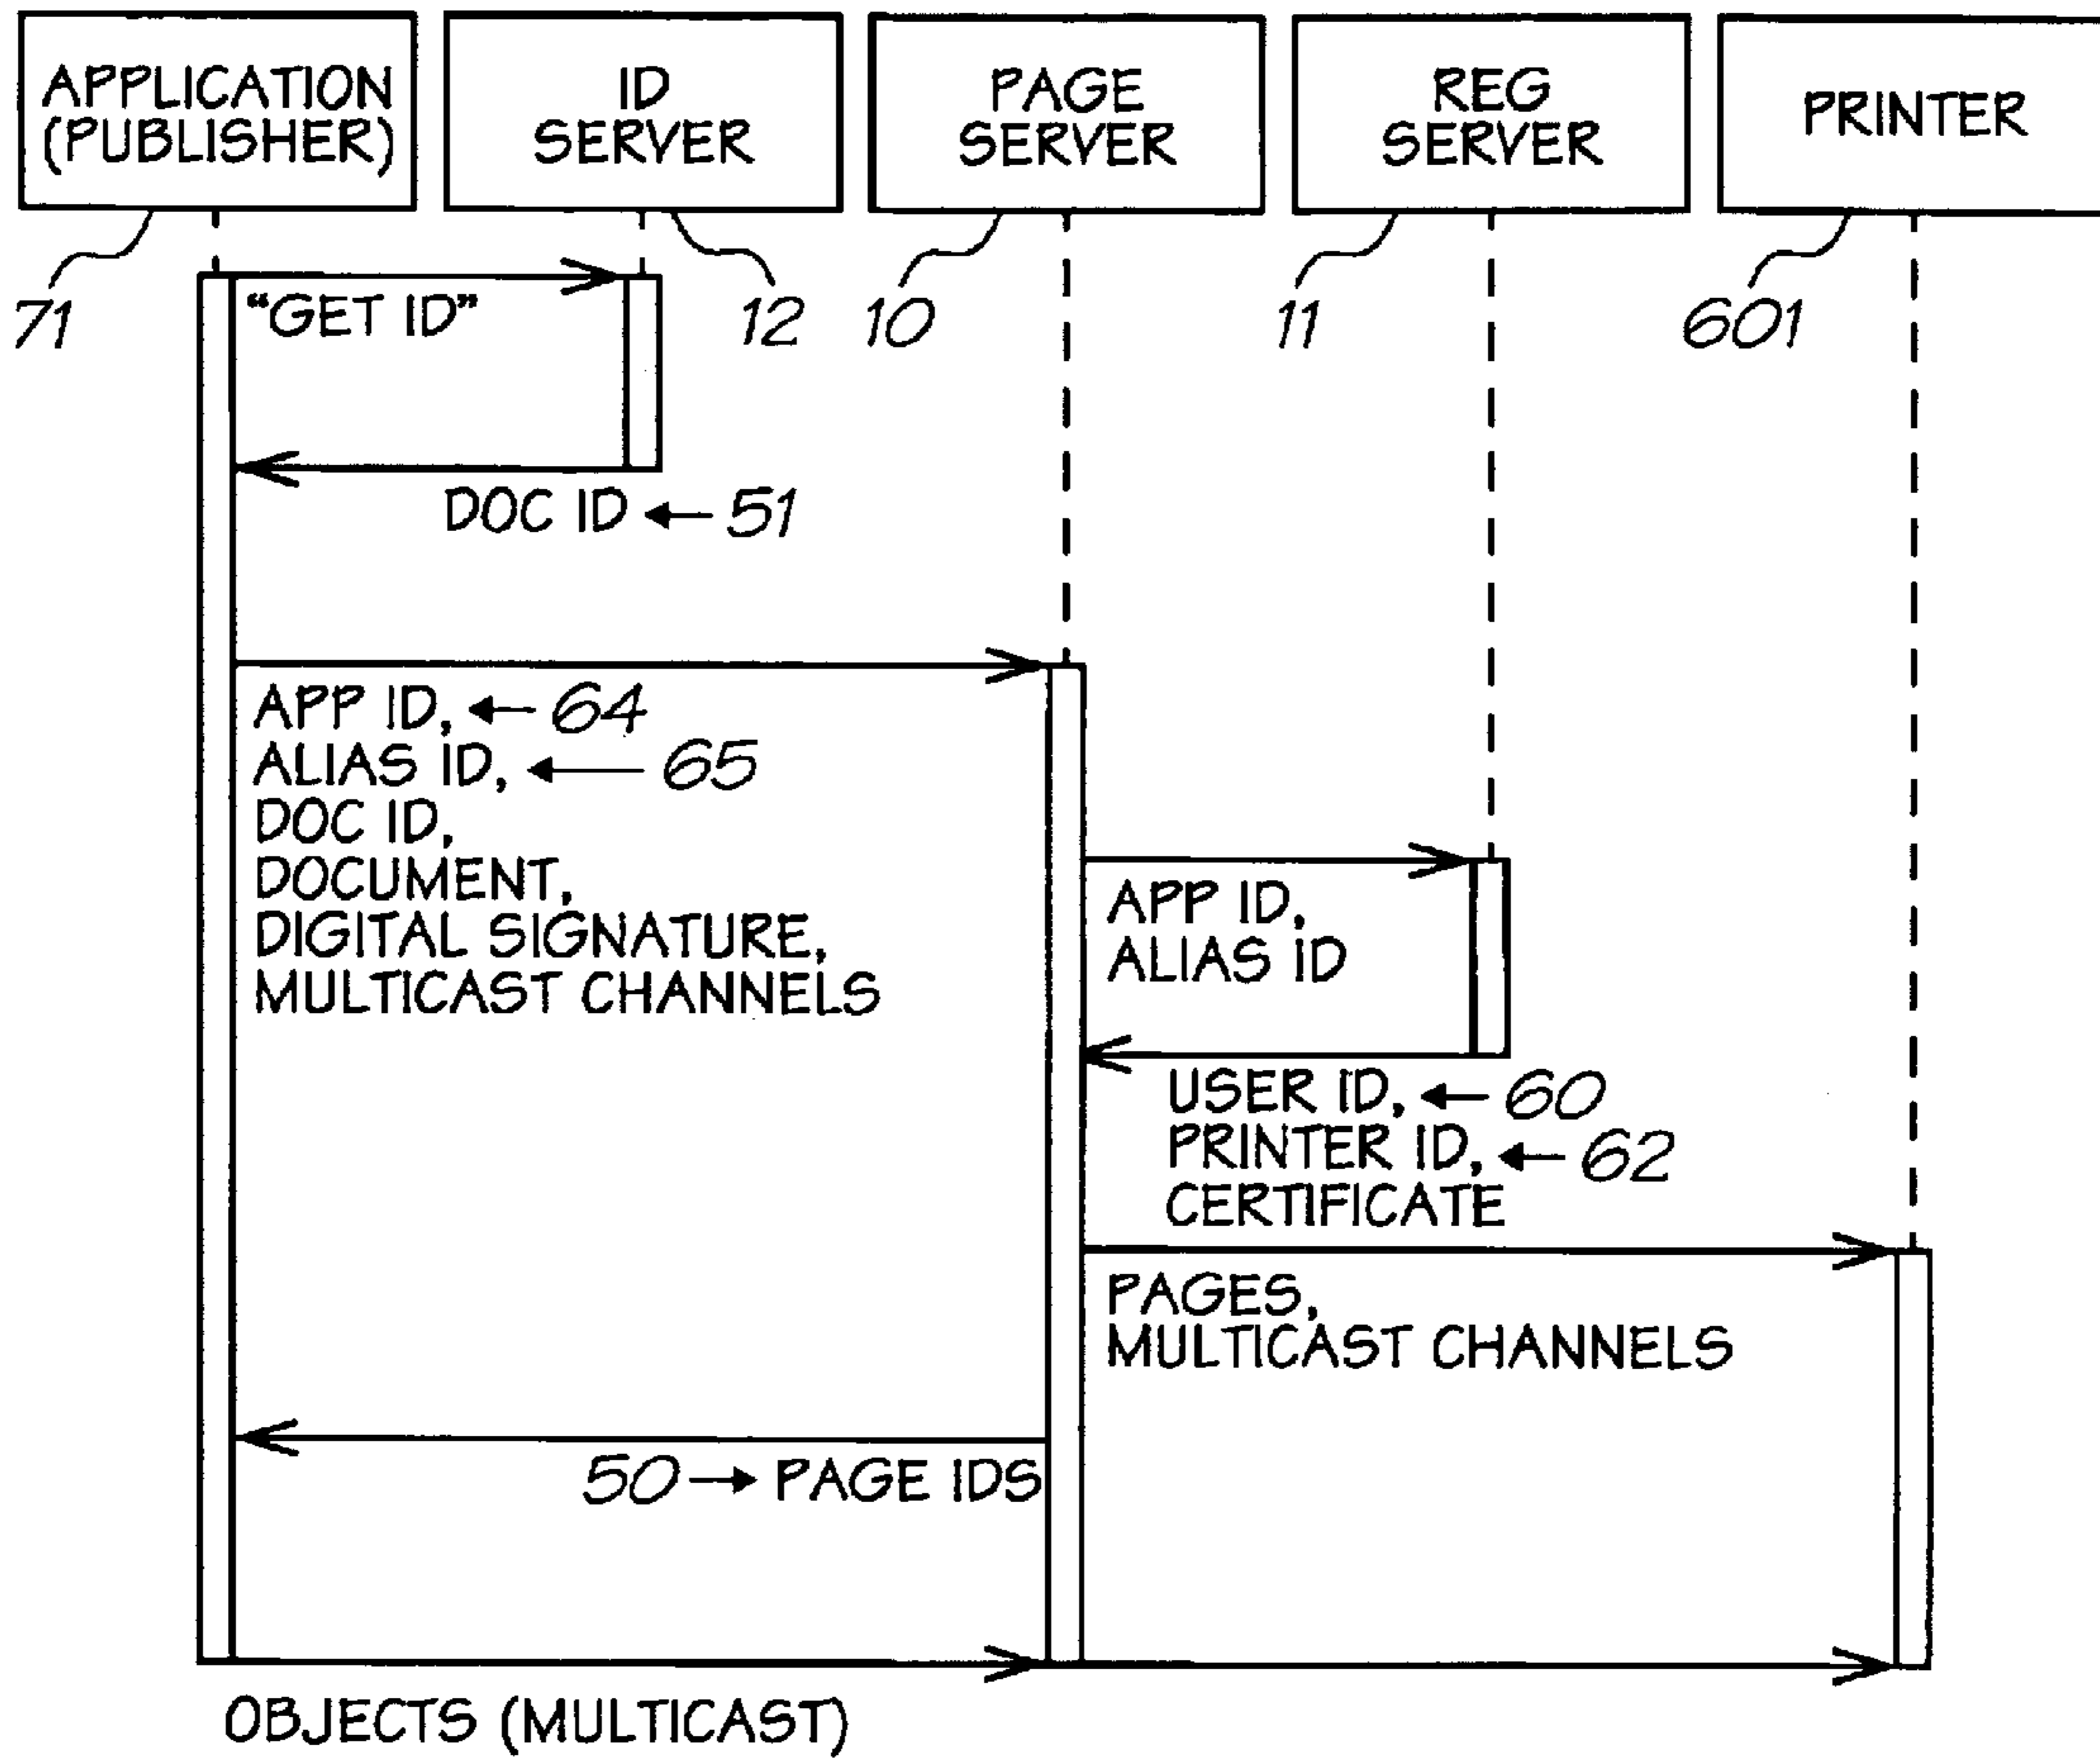 APPLICATION
(PUBLISHER)
ID
SERVER
PAGE
SERVER
REG
SERVER
PRINTER
71
12
10
11
601
"GET ID"
DOC ID 51
APP ID, 64
ALIAS ID, 65
DOC ID,
DOCUMENT,
DIGITAL SIGNATURE,
MULTICAST CHANNELS
APP ID,
ALIAS ID
USER ID, 60
PRINTER ID, 62
CERTIFICATE
PAGES,
MULTICAST CHANNELS
50 PAGE IDS
OBJECTS (MULTICAST)